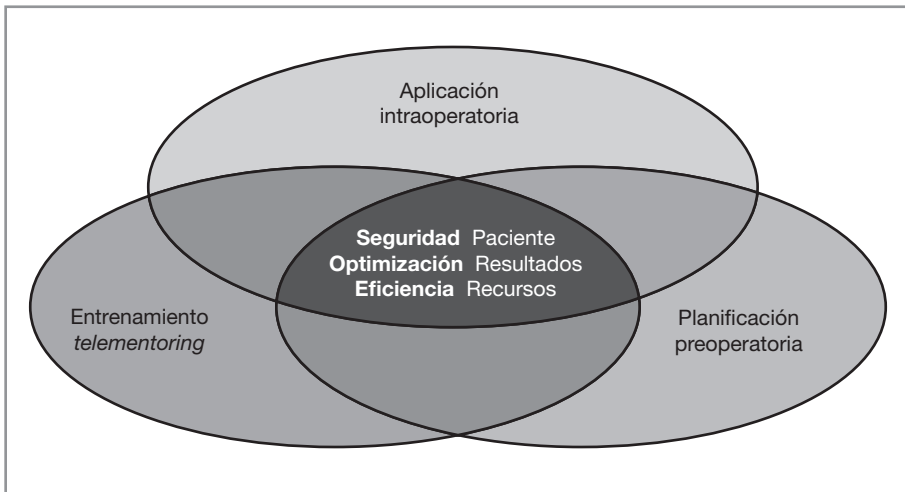 Aplicación
intraoperatoria
Seguridad Paciente
Optimización Resultados
Eficiencia Recursos
Entrenamiento
telementoring
Planificación
preoperatoria